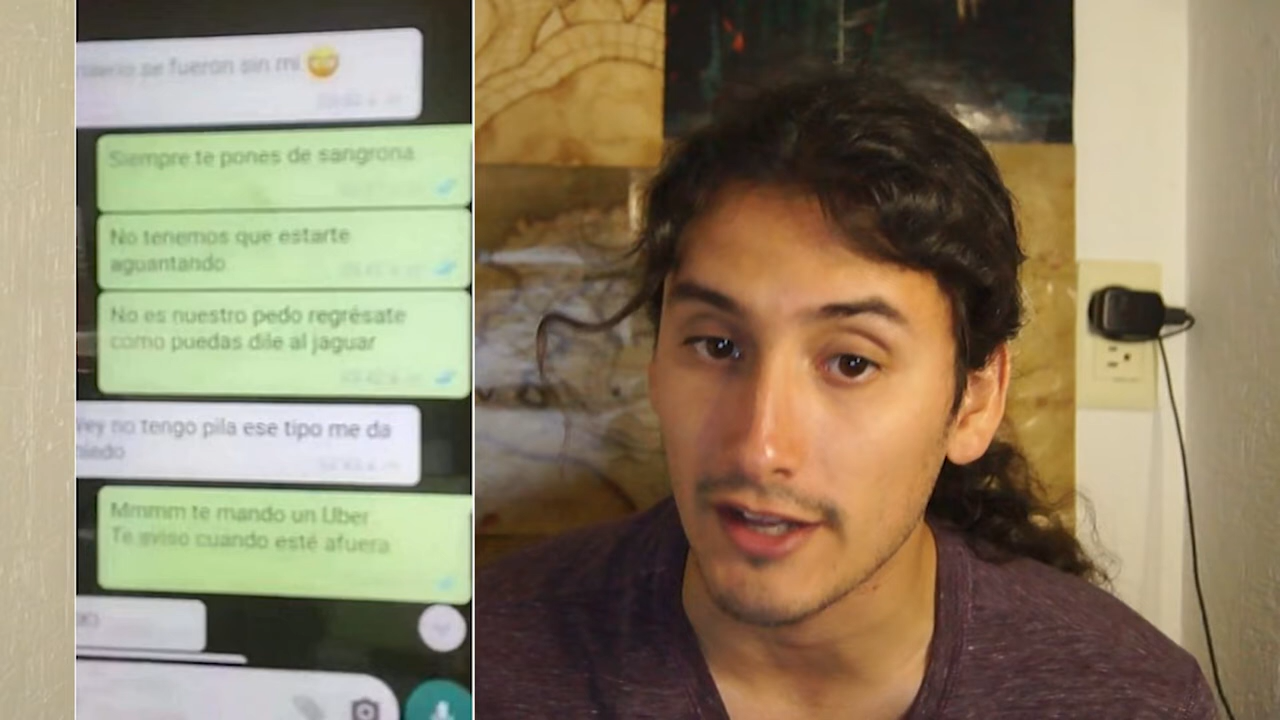 se fueron sin mi
Siempre te pones de sangrona
No tenemos que estarte
aguantando
No es nuestro pedo regrésate
como puedas dile al jaguar
no tengo pila ese tipo me da
Mmmm te mando un Uber
Te aviso cuando esté afuera